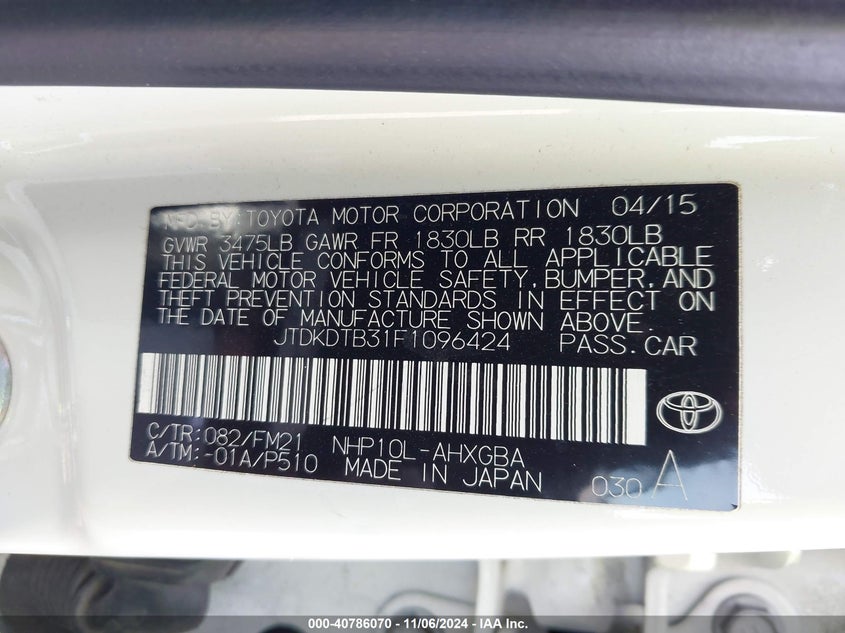 MFD BY: TOYOTA MOTOR CORPORATION 04/15
GVWR 3475LB GAWR FR 1830LB RR 1830LB
THIS VEHICLE CONFORMS TO ALL APPLICABLE
FEDERAL MOTOR VEHICLE SAFETY, BUMPER, AND
THEFT PREVENTION STANDARDS IN EFFECT ON
THE DATE OF MANUFACTURE SHOWN ABOVE.
JTDKDTB31F1096424 PASS. CAR
C/TR: 082/FM21 NHP10L-AHXGBA
A/TM: -01A/P510 MADE IN JAPAN 030 A
000-40786070 - 11/06/2024 - IAA Inc.